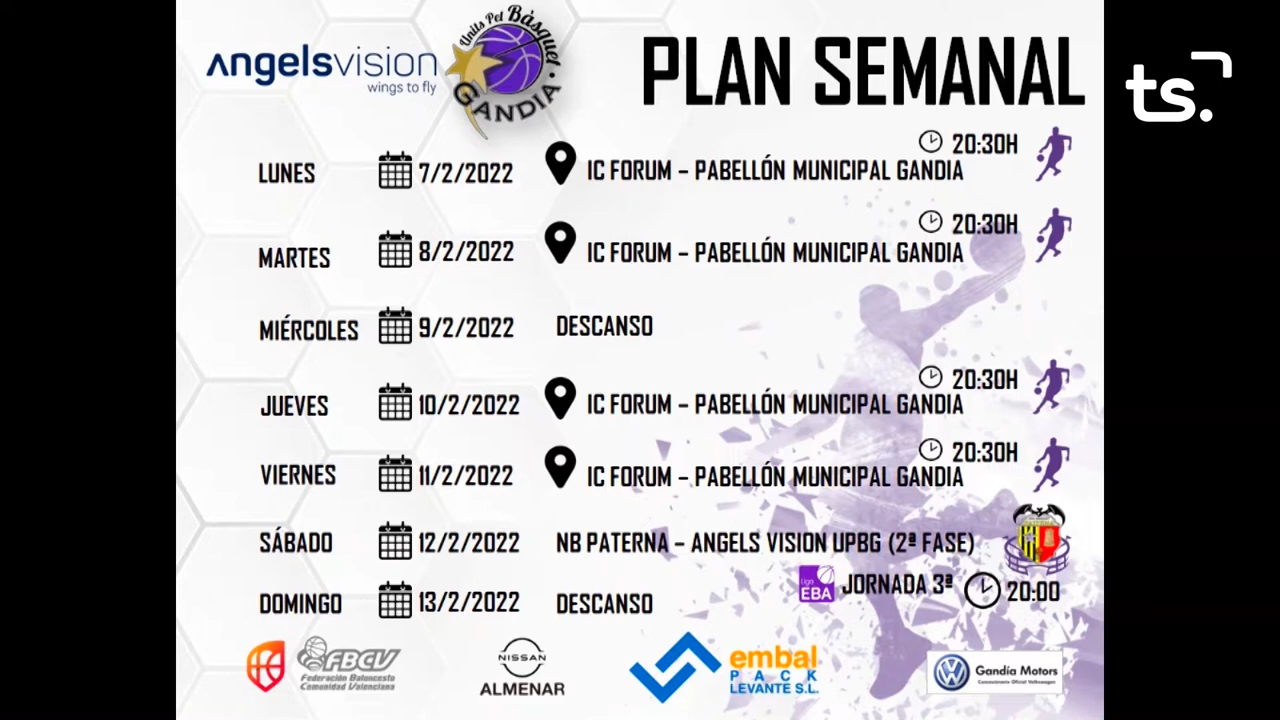 angelsvision
wings to fly
Units Pel Bàsquet
GANDIA
PLAN SEMANAL
ts.
LUNES 7/2/2022 IC FORUM – PABELLÓN MUNICIPAL GANDIA 20:30H
MARTES 8/2/2022 IC FORUM – PABELLÓN MUNICIPAL GANDIA 20:30H
MIÉRCOLES 9/2/2022 DESCANSO
JUEVES 10/2/2022 IC FORUM – PABELLÓN MUNICIPAL GANDIA 20:30H
VIERNES 11/2/2022 IC FORUM – PABELLÓN MUNICIPAL GANDIA 20:30H
SÁBADO 12/2/2022 NB PATERNA – ANGELS VISION UPBG (2ª FASE)
Liga
EBA
JORNADA 3ª 20:00
DOMINGO 13/2/2022 DESCANSO
FBCV
Federación Baloncesto
Comunidad Valenciana
NISSAN
ALMENAR
embal
PACK
LEVANTE S.L.
Gandía Motors
Concesionario Oficial Volkswagen